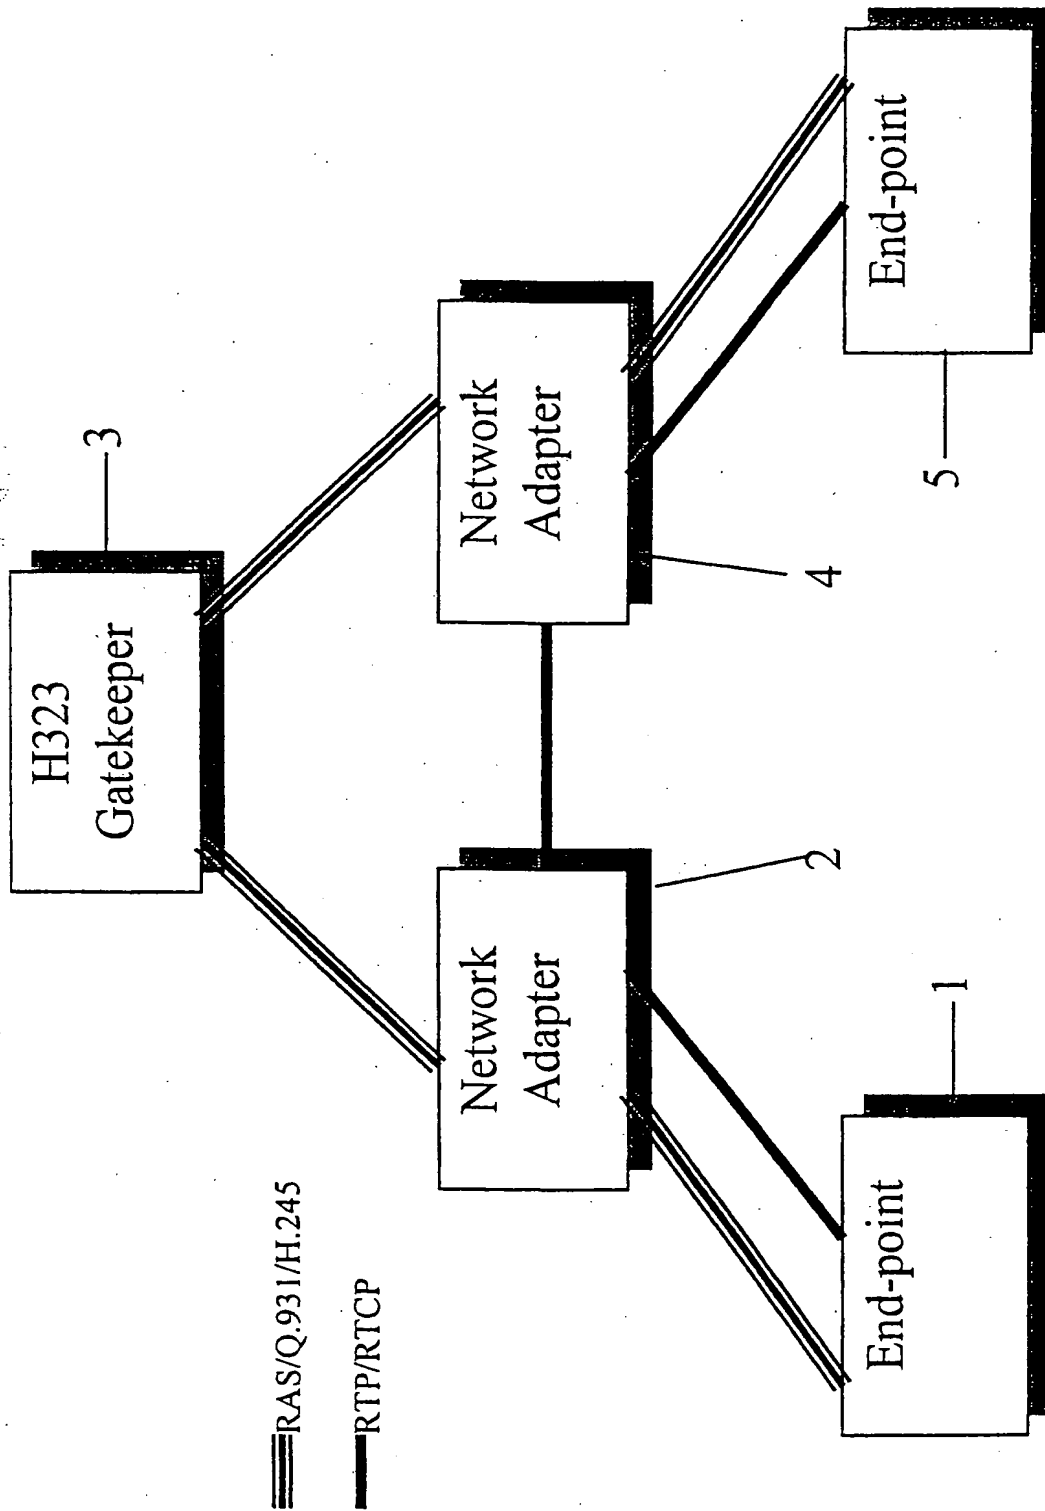 H323
Gatekeeper
3
Network
Adapter
2
Network
Adapter
4
End-point
1
End-point
5
RAS/Q.931/H.245
RTP/RTCP